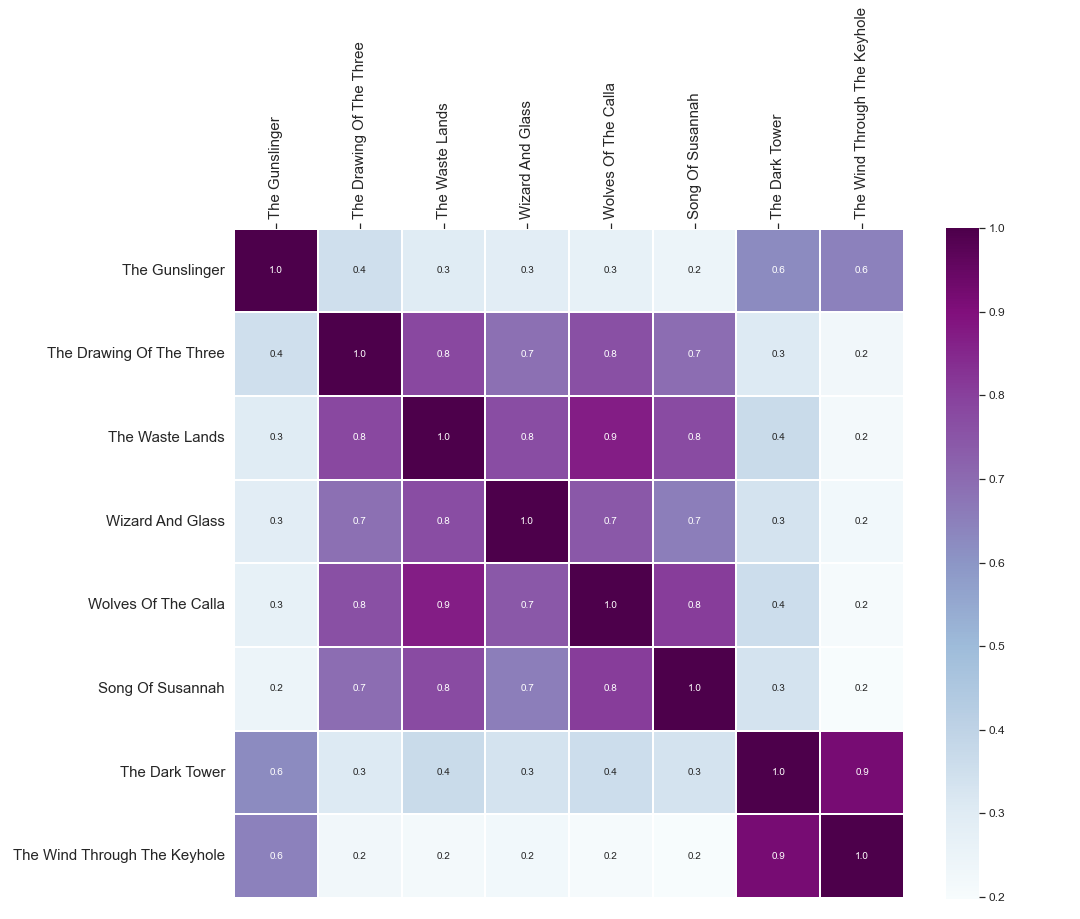 The Gunslinger
The Drawing Of The Three
The Waste Lands
Wizard And Glass
Wolves Of The Calla
Song Of Susannah
The Dark Tower
The Wind Through The Keyhole
The Gunslinger 1.0 0.4 0.3 0.3 0.3 0.2 0.6 0.6
The Drawing Of The Three 0.4 1.0 0.8 0.7 0.8 0.7 0.3 0.2
The Waste Lands 0.3 0.8 1.0 0.8 0.9 0.8 0.4 0.2
Wizard And Glass 0.3 0.7 0.8 1.0 0.7 0.7 0.3 0.2
Wolves Of The Calla 0.3 0.8 0.9 0.7 1.0 0.8 0.4 0.2
Song Of Susannah 0.2 0.7 0.8 0.7 0.8 1.0 0.3 0.2
The Dark Tower 0.6 0.3 0.4 0.3 0.4 0.3 1.0 0.9
The Wind Through The Keyhole 0.6 0.2 0.2 0.2 0.2 0.2 0.9 1.0
1.0
0.9
0.8
0.7
0.6
0.5
0.4
0.3
0.2